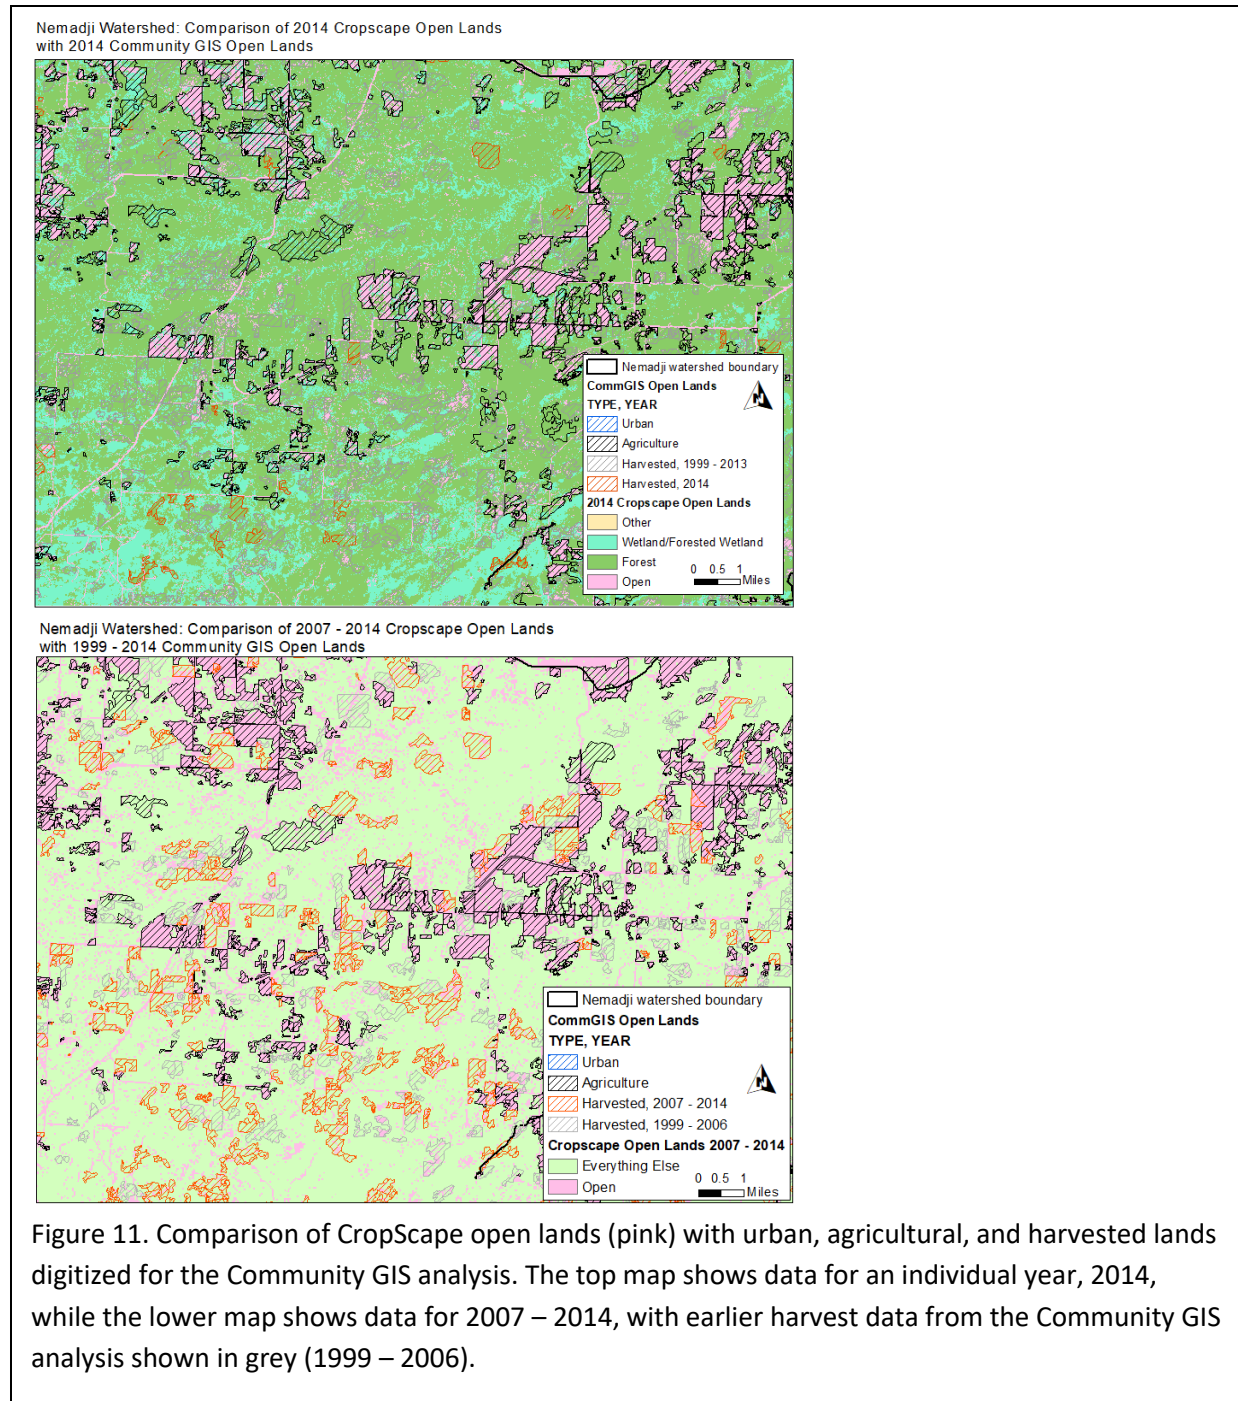 Nemadji Watershed: Comparison of 2014 Cropscape Open Lands
with 2014 Community GIS Open Lands
Nemadji watershed boundary
CommGIS Open Lands
TYPE, YEAR
Urban
Agriculture
Harvested, 1999 - 2013
Harvested, 2014
2014 Cropscape Open Lands
Other
Wetland/Forested Wetland
Forest
Open
0 0.5 1
Miles
N
Nemadji Watershed: Comparison of 2007 - 2014 Cropscape Open Lands
with 1999 - 2014 Community GIS Open Lands
Nemadji watershed boundary
CommGIS Open Lands
TYPE, YEAR
Urban
Agriculture
Harvested, 2007 - 2014
Harvested, 1999 - 2006
Cropscape Open Lands 2007 - 2014
Everything Else
Open
0 0.5 1
Miles
N
Figure 11. Comparison of CropScape open lands (pink) with urban, agricultural, and harvested lands
digitized for the Community GIS analysis. The top map shows data for an individual year, 2014,
while the lower map shows data for 2007 – 2014, with earlier harvest data from the Community GIS
analysis shown in grey (1999 – 2006).